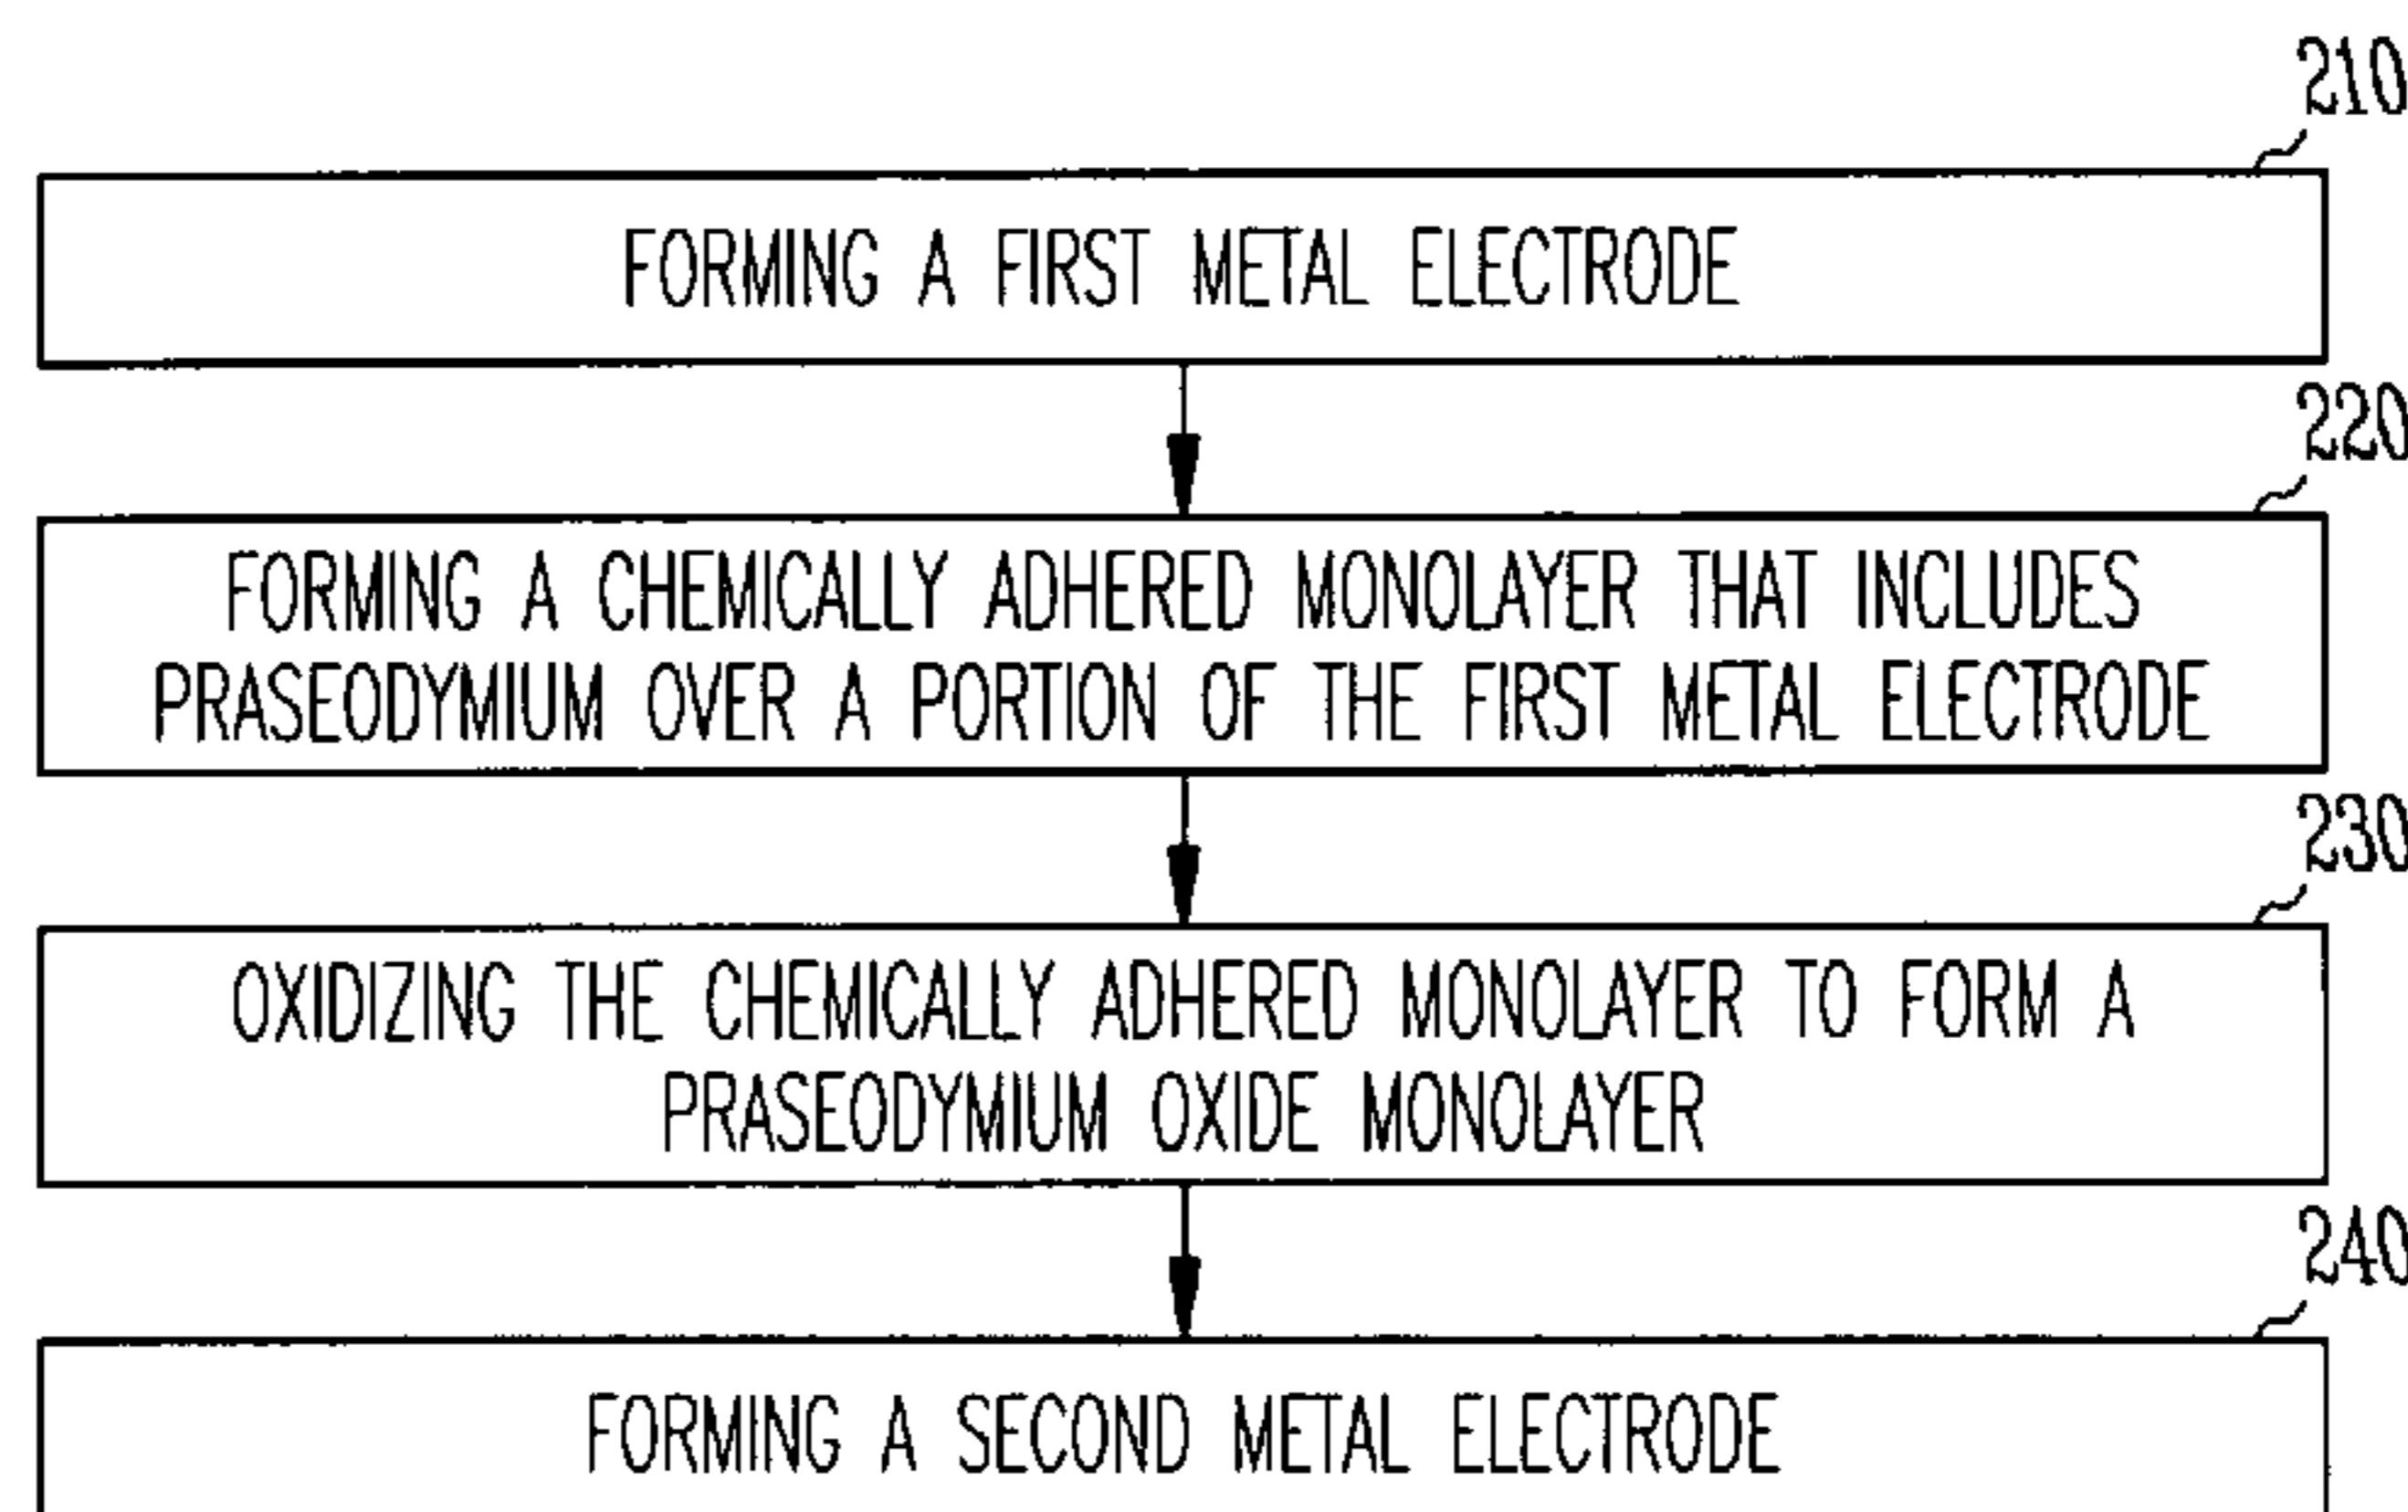 210
FORMING A FIRST METAL ELECTRODE
220
FORMING A CHEMICALLY ADHERED MONOLAYER THAT INCLUDES
PRASEODYMIUM OVER A PORTION OF THE FIRST METAL ELECTRODE
230
OXIDIZING THE CHEMICALLY ADHERED MONOLAYER TO FORM A
PRASEODYMIUM OXIDE MONOLAYER
240
FORMING A SECOND METAL ELECTRODE